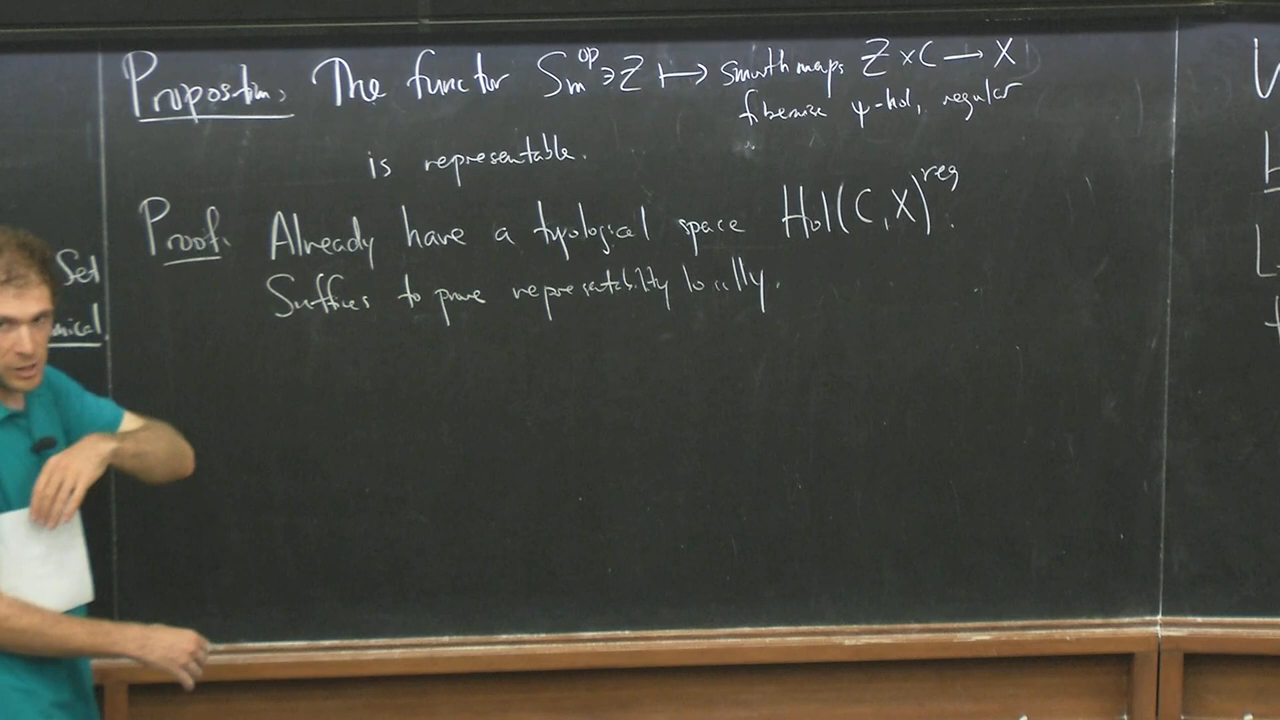 Proposition. The functor Sm^op ∋ Z ↦ smooth maps Z × C → X
fiberwise ψ-hol, regular
is representable.
Proof. Already have a topological space Hol(C,X)^reg.
Suffices to prove representability locally.
Set